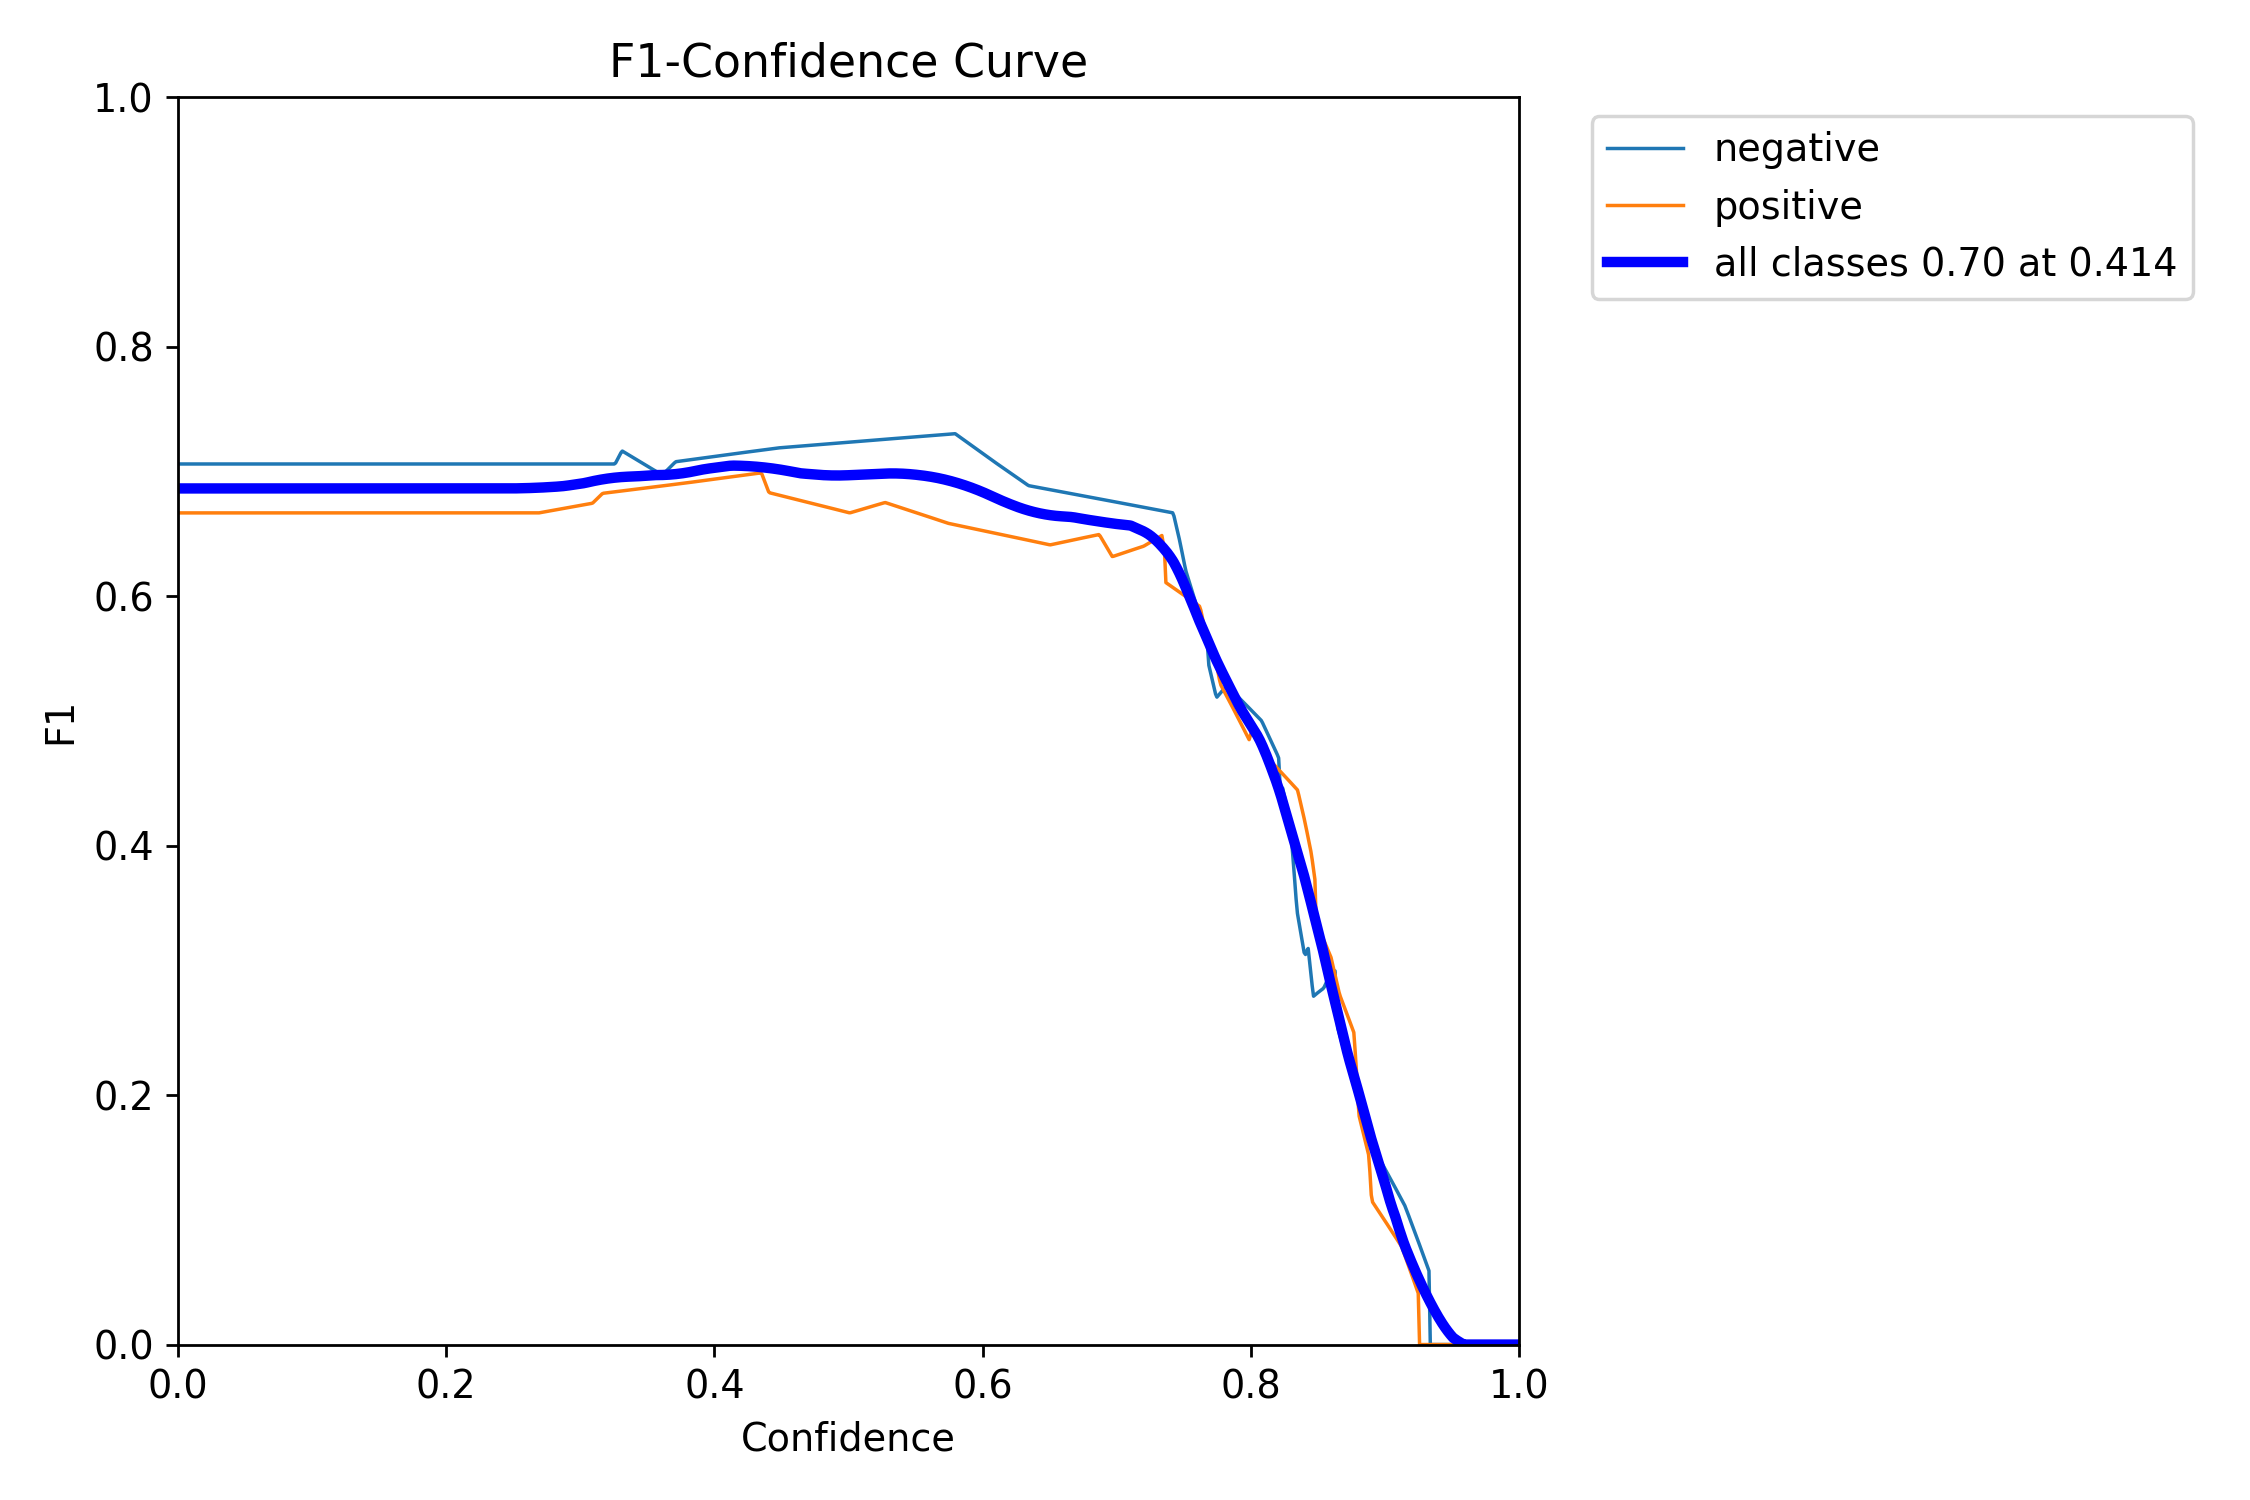 F1-Confidence Curve
1.0
0.8
0.6
0.4
0.2
0.0
F1
0.0 0.2 0.4 0.6 0.8 1.0
Confidence
negative
positive
all classes 0.70 at 0.414